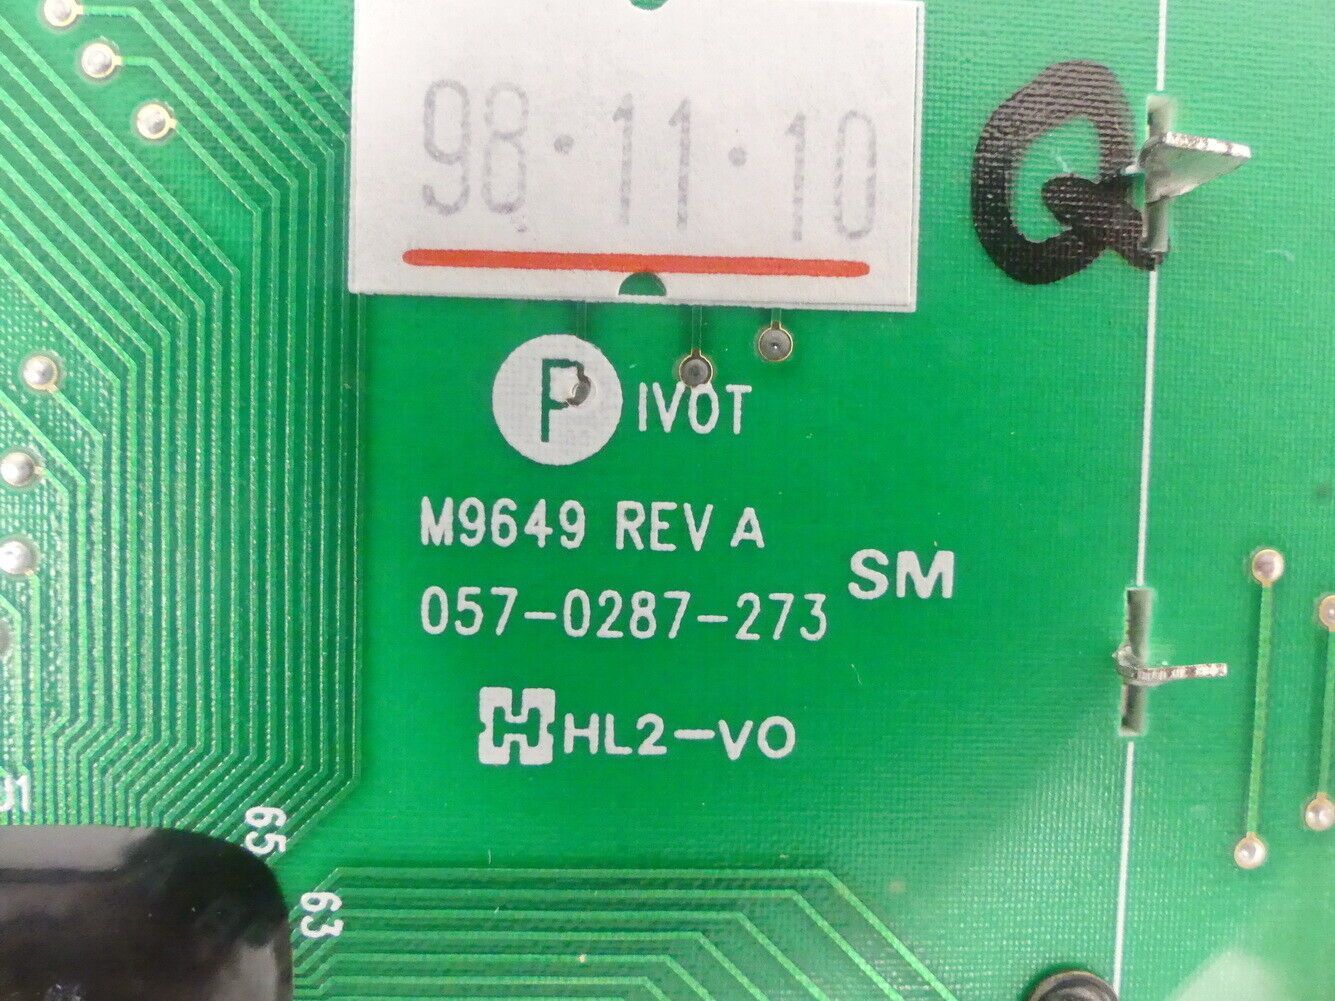 98·11·10
PIVOT
M9649 REV A
057-0287-273
SM
HL2-VO
65
63